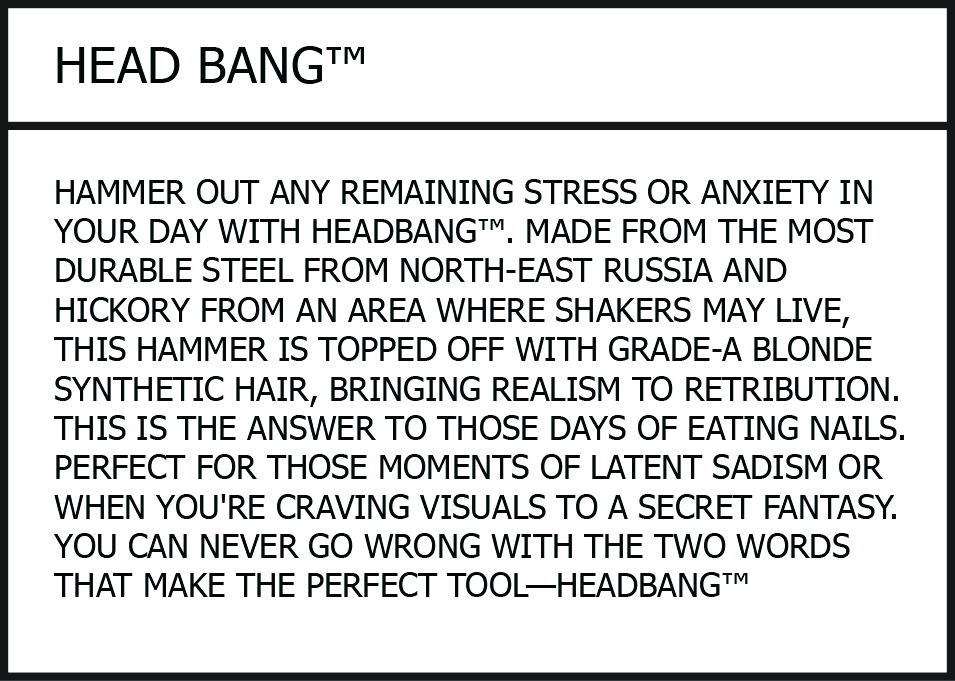 HEAD BANG™
HAMMER OUT ANY REMAINING STRESS OR ANXIETY IN
YOUR DAY WITH HEADBANG™. MADE FROM THE MOST
DURABLE STEEL FROM NORTH-EAST RUSSIA AND
HICKORY FROM AN AREA WHERE SHAKERS MAY LIVE,
THIS HAMMER IS TOPPED OFF WITH GRADE-A BLONDE
SYNTHETIC HAIR, BRINGING REALISM TO RETRIBUTION.
THIS IS THE ANSWER TO THOSE DAYS OF EATING NAILS.
PERFECT FOR THOSE MOMENTS OF LATENT SADISM OR
WHEN YOU'RE CRAVING VISUALS TO A SECRET FANTASY.
YOU CAN NEVER GO WRONG WITH THE TWO WORDS
THAT MAKE THE PERFECT TOOL—HEADBANG™